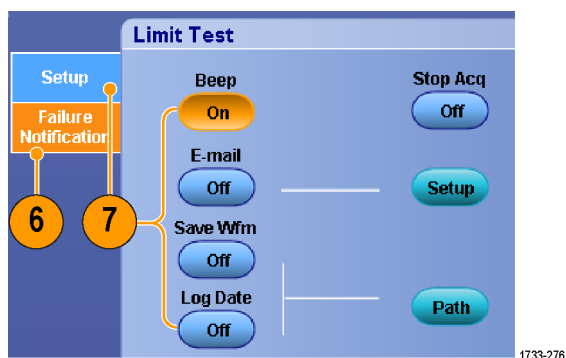 Limit Test
Setup
Failure
Notification
6
7
Beep
On
Stop Acq
Off
E-mail
Off
Setup
Save Wfm
Off
Log Date
Off
Path
1733-276